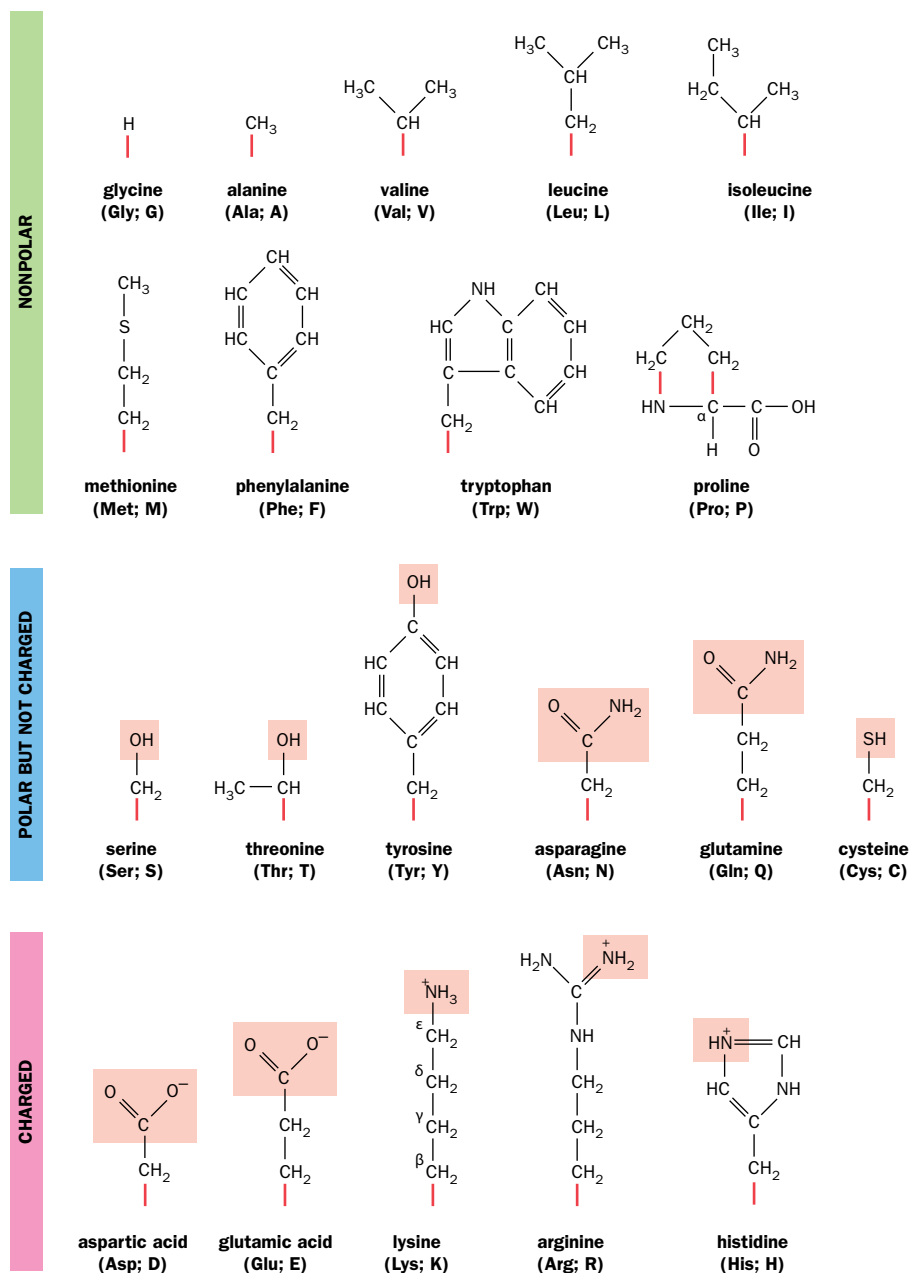 NONPOLAR
H
CH3
H3C CH3
CH
H3C CH3
CH
CH2
CH3
H2C CH3
CH
glycine
(Gly; G)
alanine
(Ala; A)
valine
(Val; V)
leucine
(Leu; L)
isoleucine
(Ile; I)
CH3
S
CH2
CH2
CH
HC CH
HC CH
C
CH2
NH CH
HC C CH
C C CH
CH
CH2
CH2
H2C CH2
HN C C OH
α
H O
methionine
(Met; M)
phenylalanine
(Phe; F)
tryptophan
(Trp; W)
proline
(Pro; P)
POLAR BUT NOT CHARGED
OH
CH2
OH
H3C CH
OH
C
HC CH
HC CH
C
CH2
O NH2
C
CH2
O NH2
C
CH2
CH2
SH
CH2
serine
(Ser; S)
threonine
(Thr; T)
tyrosine
(Tyr; Y)
asparagine
(Asn; N)
glutamine
(Gln; Q)
cysteine
(Cys; C)
CHARGED
O O−
C
CH2
O O−
C
CH2
CH2
+
NH3
ε
CH2
δ
CH2
γ
CH2
β
CH2
+
H2N NH2
C
NH
CH2
CH2
CH2
+
HN CH
HC NH
C
CH2
aspartic acid
(Asp; D)
glutamic acid
(Glu; E)
lysine
(Lys; K)
arginine
(Arg; R)
histidine
(His; H)